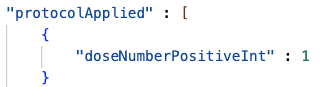 "protocolApplied" : [
{
"doseNumberPositiveInt" : 1
}